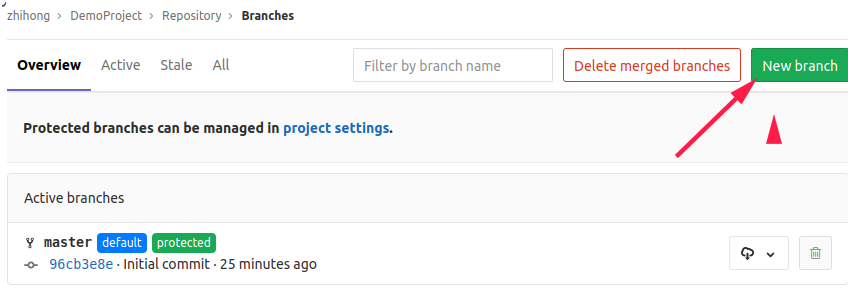 zhihong › DemoProject › Repository › Branches
Overview Active Stale All Filter by branch name Delete merged branches New branch
Protected branches can be managed in project settings.
Active branches
master default protected
96cb3e8e · Initial commit · 25 minutes ago